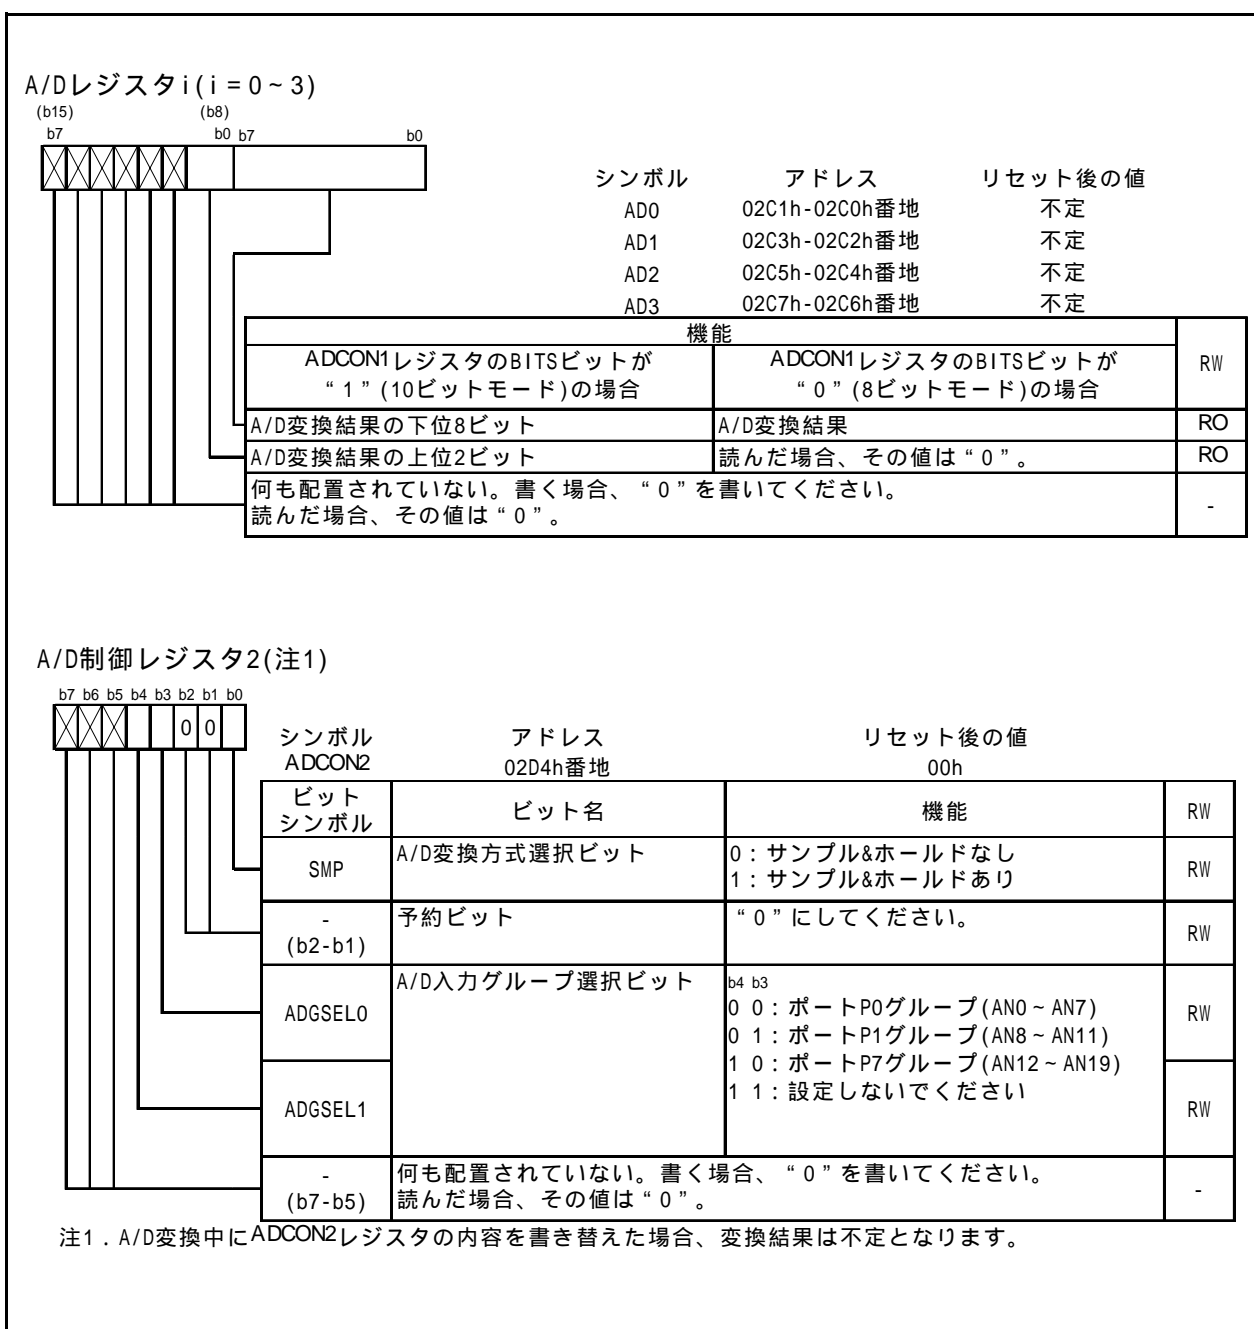 A/Dレジスタi(i=0~3)
(b15) (b8)
b7 b0 b7 b0
シンボル アドレス リセット後の値
AD0 02C1h-02C0h番地 不定
AD1 02C3h-02C2h番地 不定
AD2 02C5h-02C4h番地 不定
AD3 02C7h-02C6h番地 不定
機能
ADCON1レジスタのBITSビットが ADCON1レジスタのBITSビットが RW
“1”(10ビットモード)の場合 “0”(8ビットモード)の場合
A/D変換結果の下位8ビット A/D変換結果 RO
A/D変換結果の上位2ビット 読んだ場合、その値は“0”。 RO
何も配置されていない。書く場合、“0”を書いてください。
読んだ場合、その値は“0”。 -
A/D制御レジスタ2(注1)
b7 b6 b5 b4 b3 b2 b1 b0
0 0
シンボル アドレス リセット後の値
ADCON2 02D4h番地 00h
ビット
シンボル ビット名 機能 RW
SMP A/D変換方式選択ビット 0:サンプル&ホールドなし RW
1:サンプル&ホールドあり
- 予約ビット “0”にしてください。 RW
(b2-b1)
A/D入力グループ選択ビット b4 b3
ADGSEL0 0 0:ポートP0グループ(AN0~AN7) RW
0 1:ポートP1グループ(AN8~AN11)
1 0:ポートP7グループ(AN12~AN19)
ADGSEL1 1 1:設定しないでください RW
- 何も配置されていない。書く場合、“0”を書いてください。 -
(b7-b5) 読んだ場合、その値は“0”。
注1.A/D変換中にADCON2レジスタの内容を書き替えた場合、変換結果は不定となります。